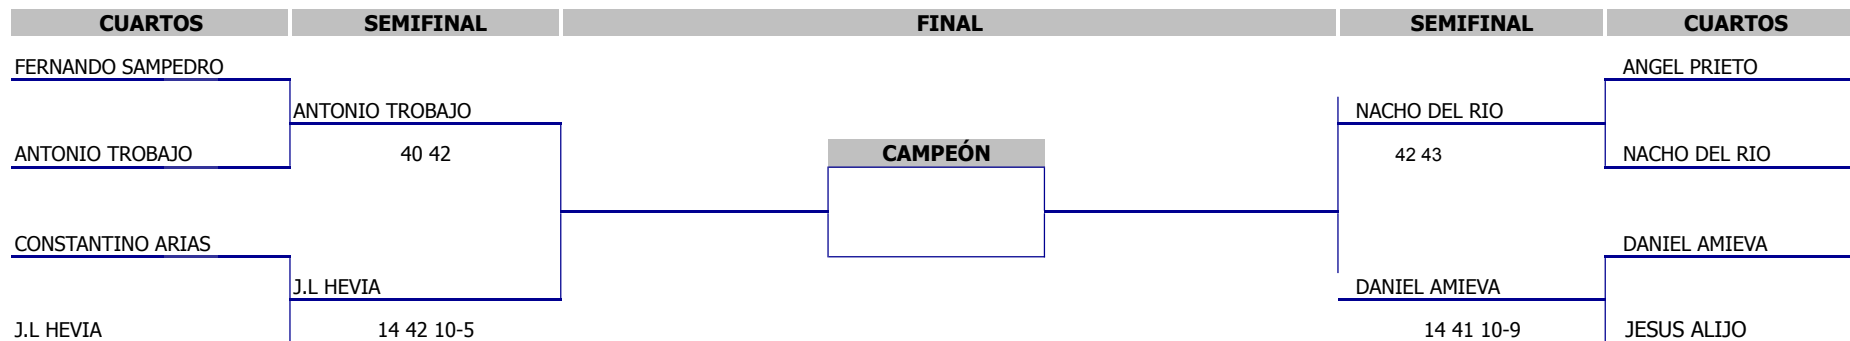 CUARTOS SEMIFINAL FINAL SEMIFINAL CUARTOS
FERNANDO SAMPEDRO ANGEL PRIETO
ANTONIO TROBAJO NACHO DEL RIO
ANTONIO TROBAJO 40 42 CAMPEÓN 42 43 NACHO DEL RIO
CONSTANTINO ARIAS DANIEL AMIEVA
J.L HEVIA DANIEL AMIEVA
J.L HEVIA 14 42 10-5 14 41 10-9 JESUS ALIJO